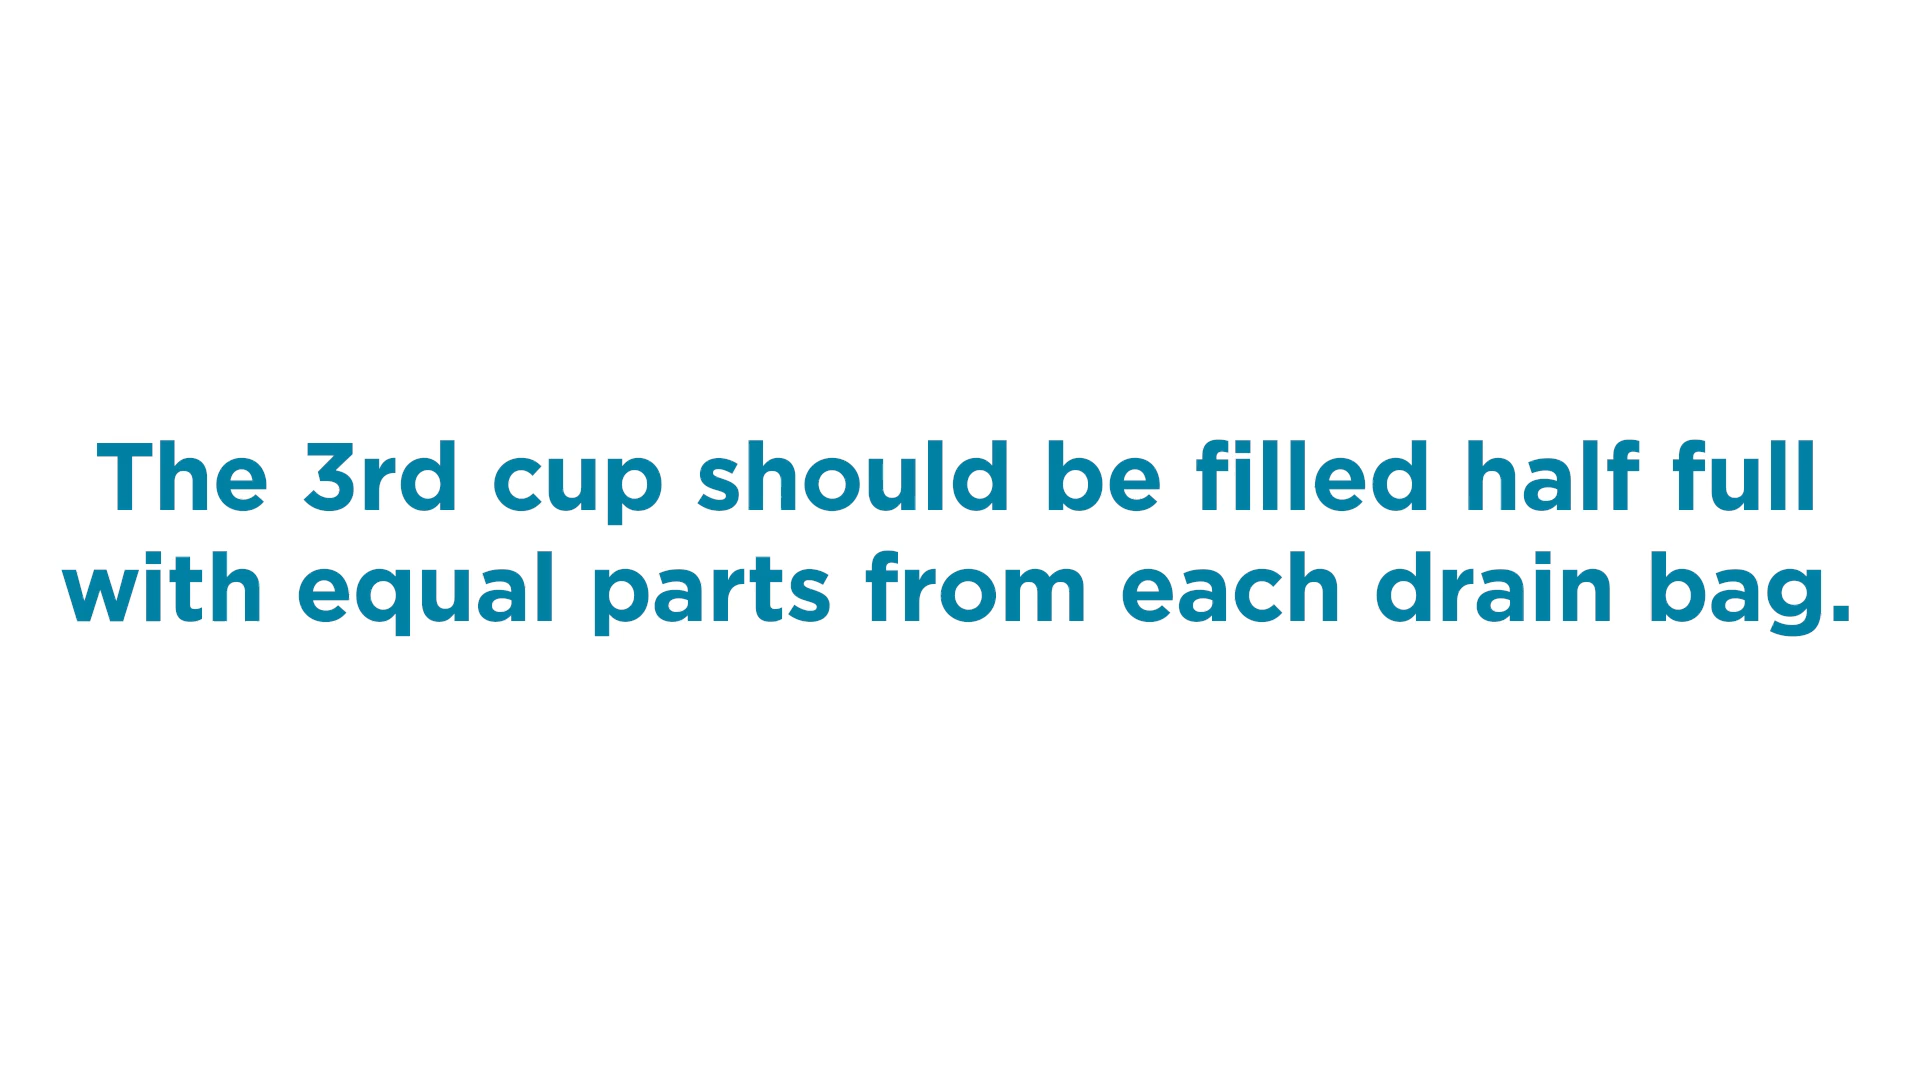 The 3rd cup should be filled half full
with equal parts from each drain bag.